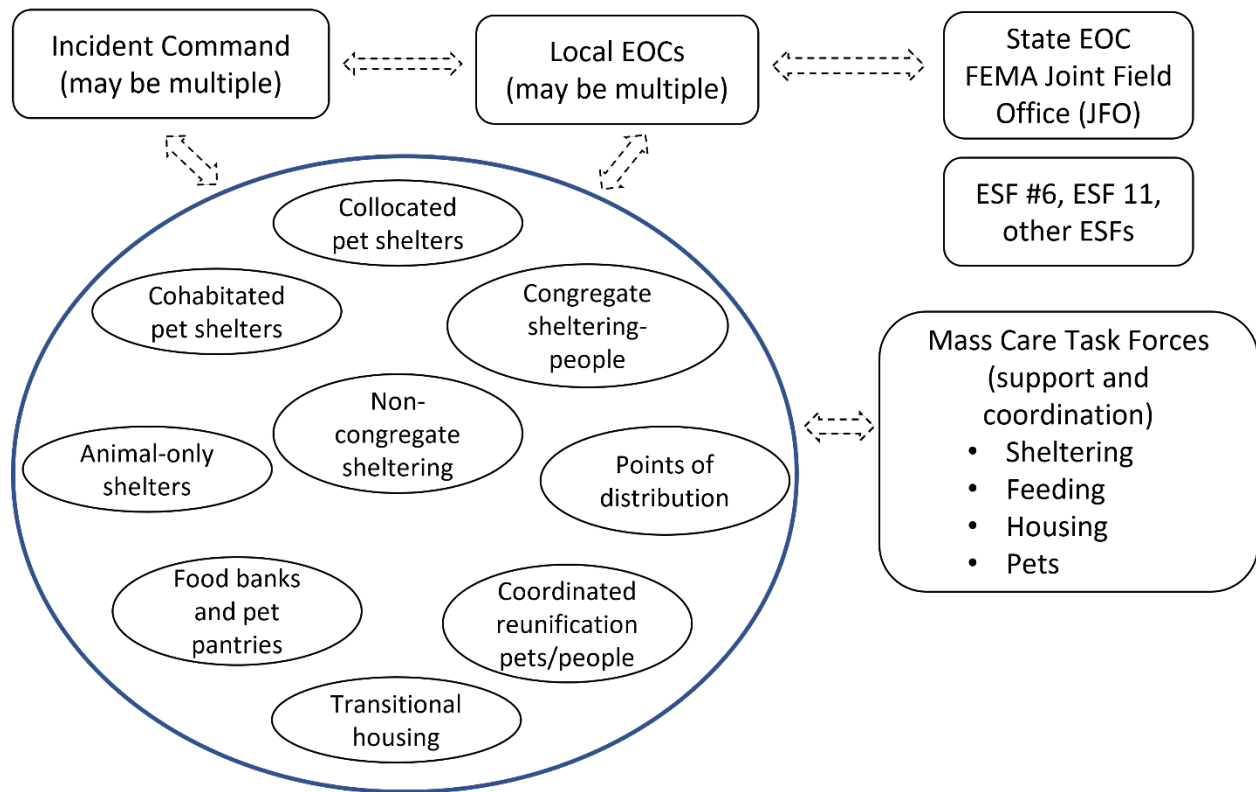 Incident Command
(may be multiple)
Local EOCs
(may be multiple)
State EOC
FEMA Joint Field
Office (JFO)
ESF #6, ESF 11,
other ESFs
Collocated
pet shelters
Cohabitated
pet shelters
Congregate
sheltering-
people
Non-
congregate
sheltering
Animal-only
shelters
Points of
distribution
Food banks
and pet
pantries
Coordinated
reunification
pets/people
Transitional
housing
Mass Care Task Forces
(support and
coordination)
• Sheltering
• Feeding
• Housing
• Pets